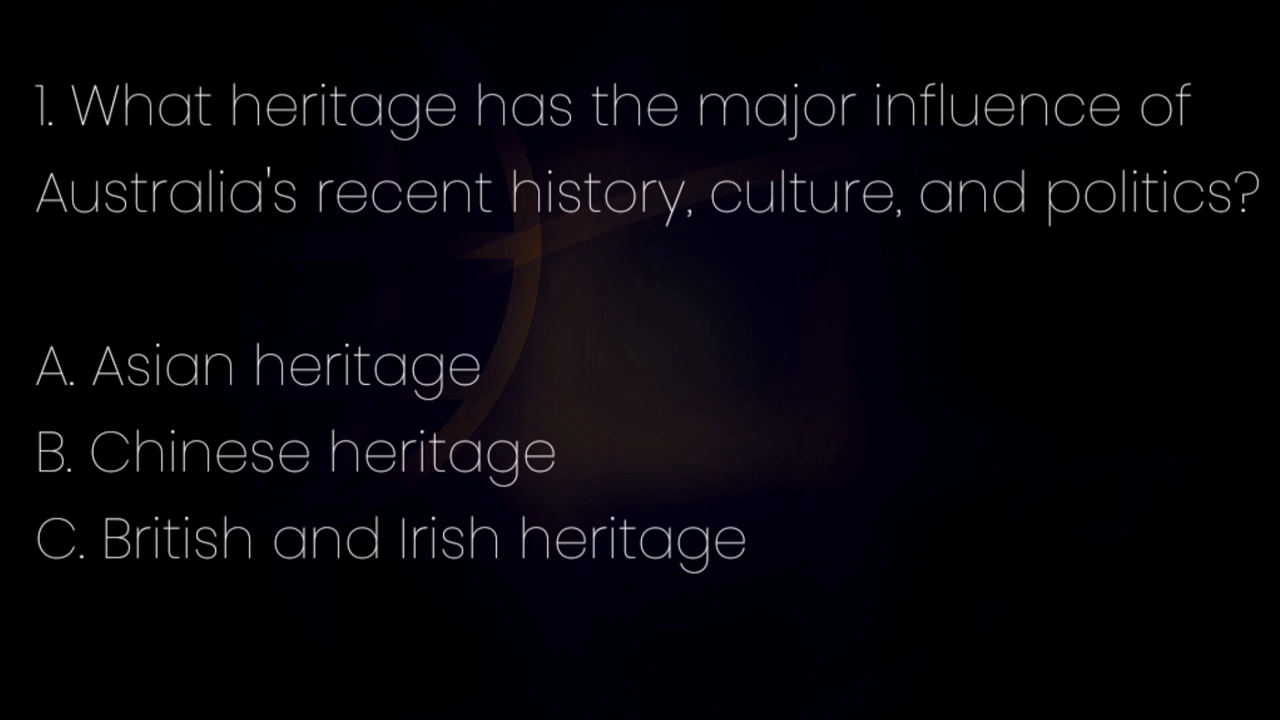 1. What heritage has the major influence of
Australia's recent history, culture, and politics?
A. Asian heritage
B. Chinese heritage
C. British and Irish heritage